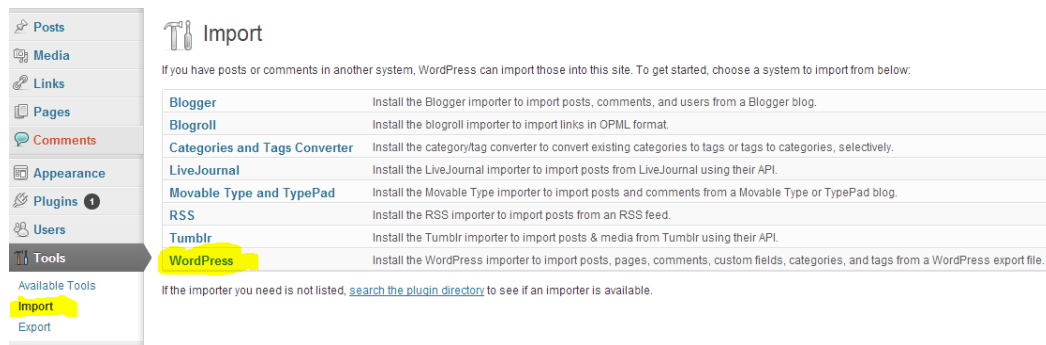 Posts
Media
Links
Pages
Comments
Appearance
Plugins 1
Users
Tools
Available Tools
Import
Export
Import
If you have posts or comments in another system, WordPress can import those into this site. To get started, choose a system to import from below:
Blogger Install the Blogger importer to import posts, comments, and users from a Blogger blog.
Blogroll Install the blogroll importer to import links in OPML format.
Categories and Tags Converter Install the category/tag converter to convert existing categories to tags or tags to categories, selectively.
LiveJournal Install the LiveJournal importer to import posts from LiveJournal using their API.
Movable Type and TypePad Install the Movable Type importer to import posts and comments from a Movable Type or TypePad blog.
RSS Install the RSS importer to import posts from an RSS feed.
Tumblr Install the Tumblr importer to import posts & media from Tumblr using their API.
WordPress Install the WordPress importer to import posts, pages, comments, custom fields, categories, and tags from a WordPress export file.
If the importer you need is not listed, search the plugin directory to see if an importer is available.